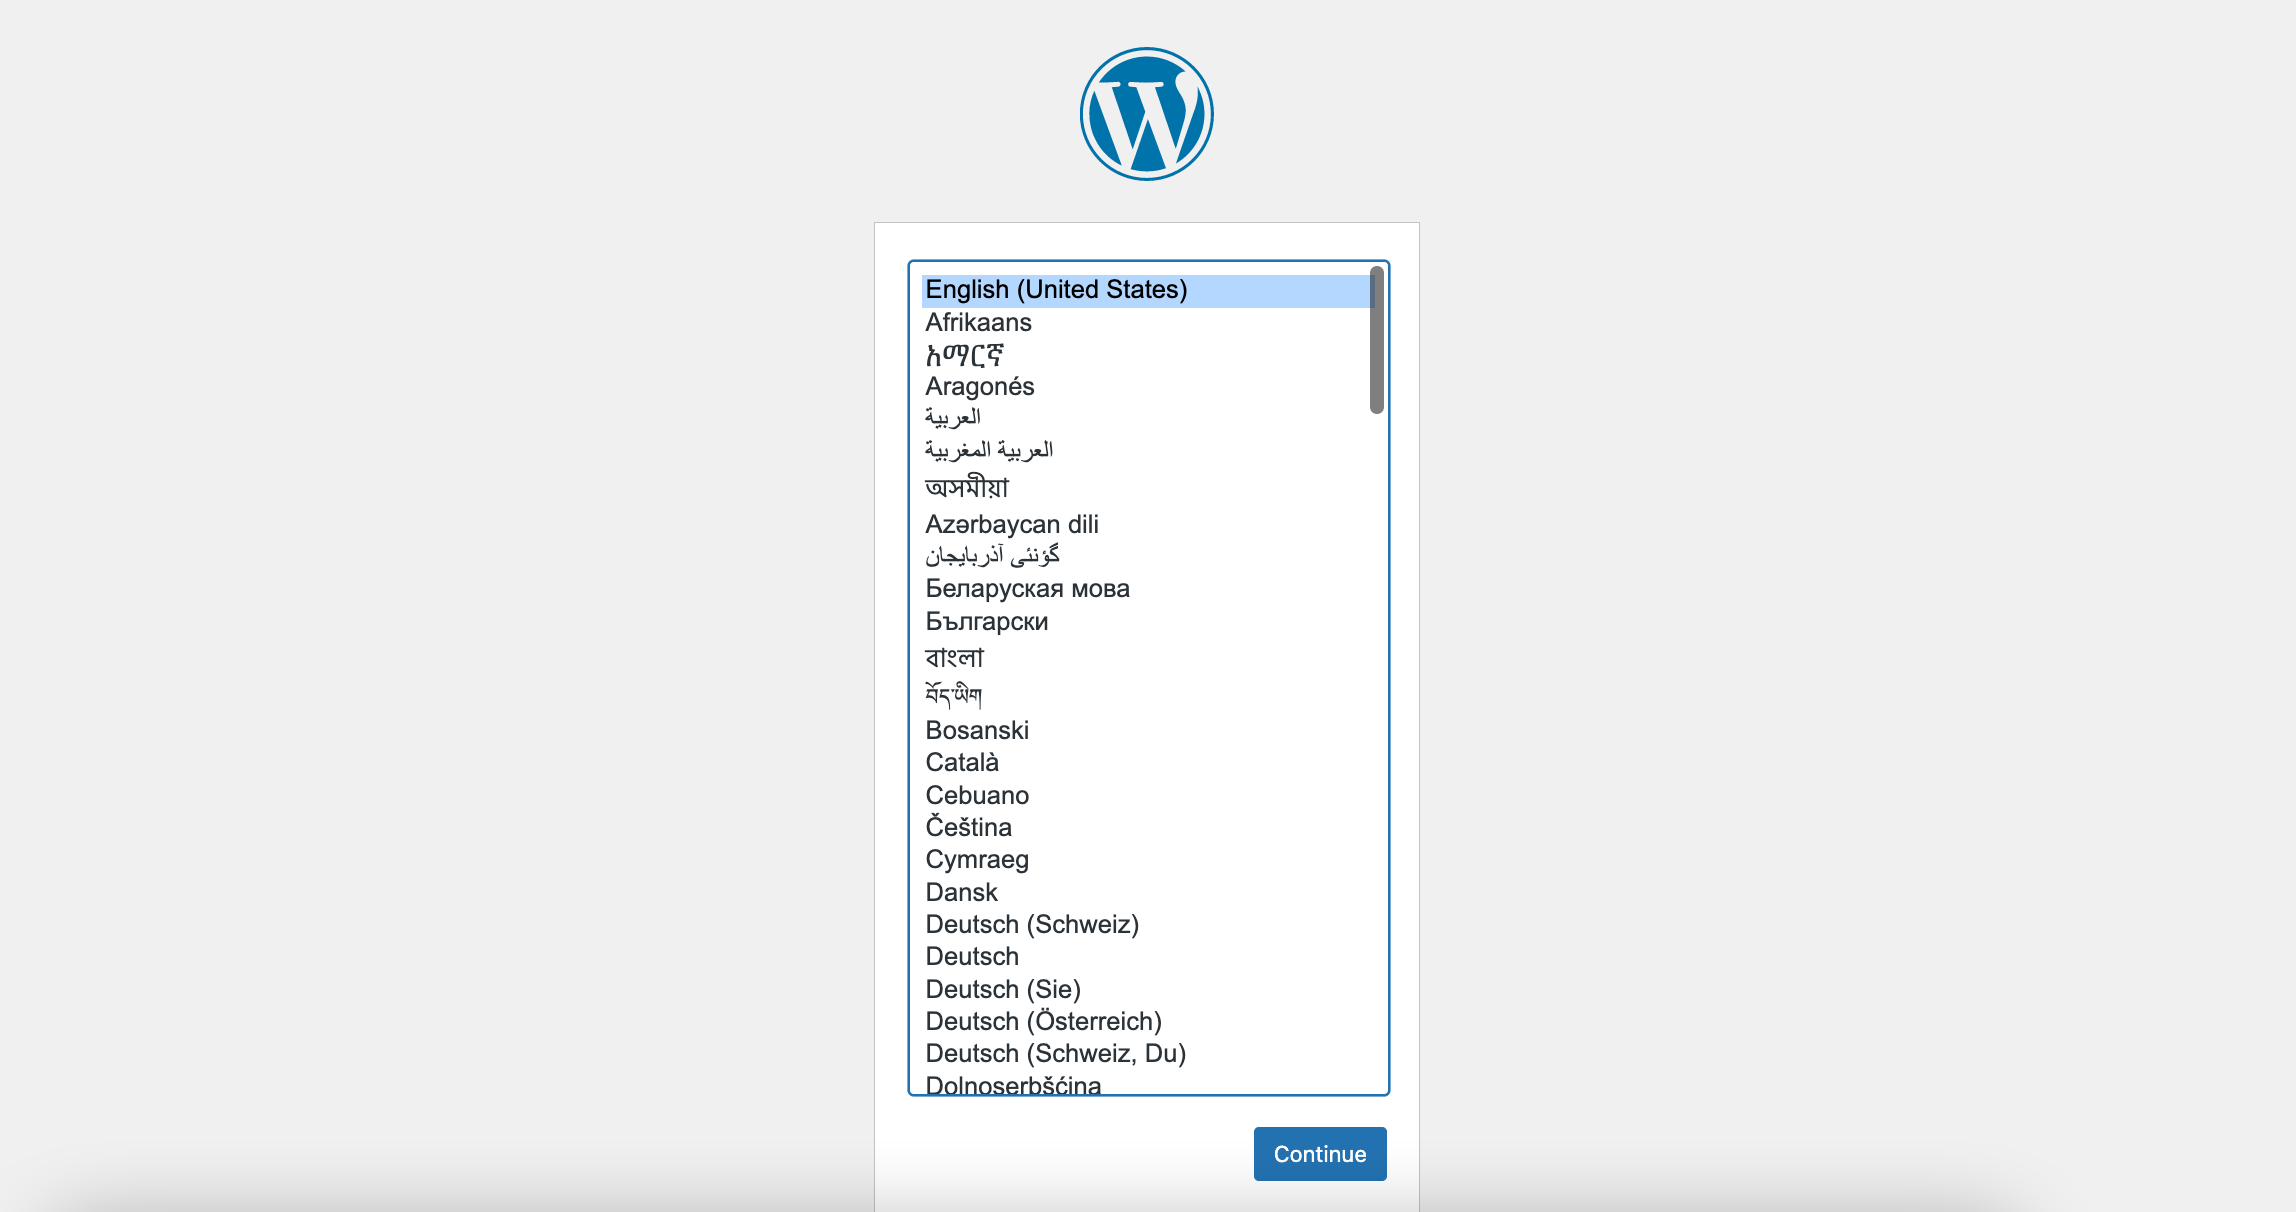 English (United States)
Afrikaans
አማርኛ
Aragonés
العربية
العربية المغربية
অসমীয়া
Azərbaycan dili
گؤنئی آذربایجان
Беларуская мова
Български
বাংলা
བོད་ཡིག
Bosanski
Català
Cebuano
Čeština
Cymraeg
Dansk
Deutsch (Schweiz)
Deutsch
Deutsch (Sie)
Deutsch (Österreich)
Deutsch (Schweiz, Du)
Dolnoserbšćina
Continue